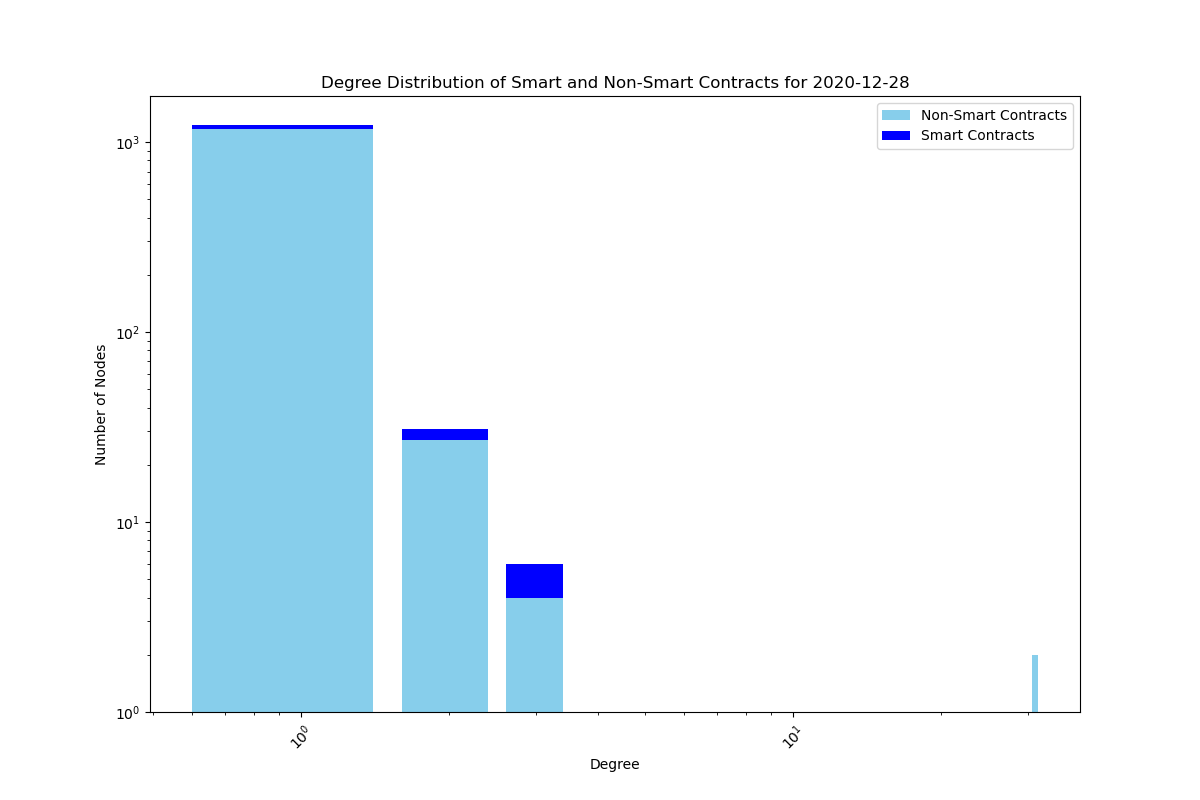 Degree Distribution of Smart and Non-Smart Contracts for 2020-12-28
Non-Smart Contracts
Smart Contracts
Number of Nodes
10³
10²
10¹
10⁰
10⁰
10¹
Degree